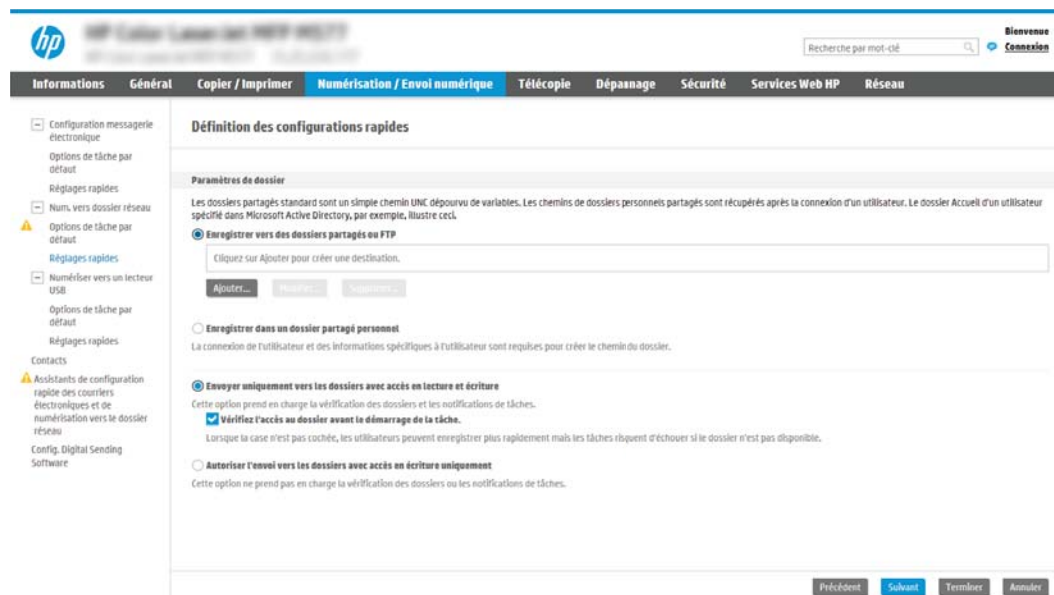 hp
Bienvenue
Recherche par mot-clé
Connexion
Informations Général Copier / Imprimer Numérisation / Envoi numérique Télécopie Dépannage Sécurité Services Web HP Réseau
Configuration messagerie
électronique
Options de tâche par
défaut
Réglages rapides
Num. vers dossier réseau
Options de tâche par
défaut
Réglages rapides
Numériser vers un lecteur
USB
Options de tâche par
défaut
Réglages rapides
Contacts
Assistants de configuration
rapide des courriers
électroniques et de
numérisation vers le dossier
réseau
Config. Digital Sending
Software
Définition des configurations rapides
Paramètres de dossier
Les dossiers partagés standard sont un simple chemin UNC dépourvu de variables. Les chemins de dossiers personnels partagés sont récupérés après la connexion d'un utilisateur. Le dossier Accueil d'un utilisateur
spécifié dans Microsoft Active Directory, par exemple, illustre ceci.
Enregistrer vers des dossiers partagés ou FTP
Cliquez sur Ajouter pour créer une destination.
Ajouter... Modifier... Supprimer...
Enregistrer dans un dossier partagé personnel
La connexion de l'utilisateur et des informations spécifiques à l'utilisateur sont requises pour créer le chemin du dossier.
Envoyer uniquement vers les dossiers avec accès en lecture et écriture
Cette option prend en charge la vérification des dossiers et les notifications de tâches.
Vérifiez l'accès au dossier avant le démarrage de la tâche.
Lorsque la case n'est pas cochée, les utilisateurs peuvent enregistrer plus rapidement mais les tâches risquent d'échouer si le dossier n'est pas disponible.
Autoriser l'envoi vers les dossiers avec accès en écriture uniquement
Cette option ne prend pas en charge la vérification des dossiers ou les notifications de tâches.
Précédent Suivant Terminer Annuler